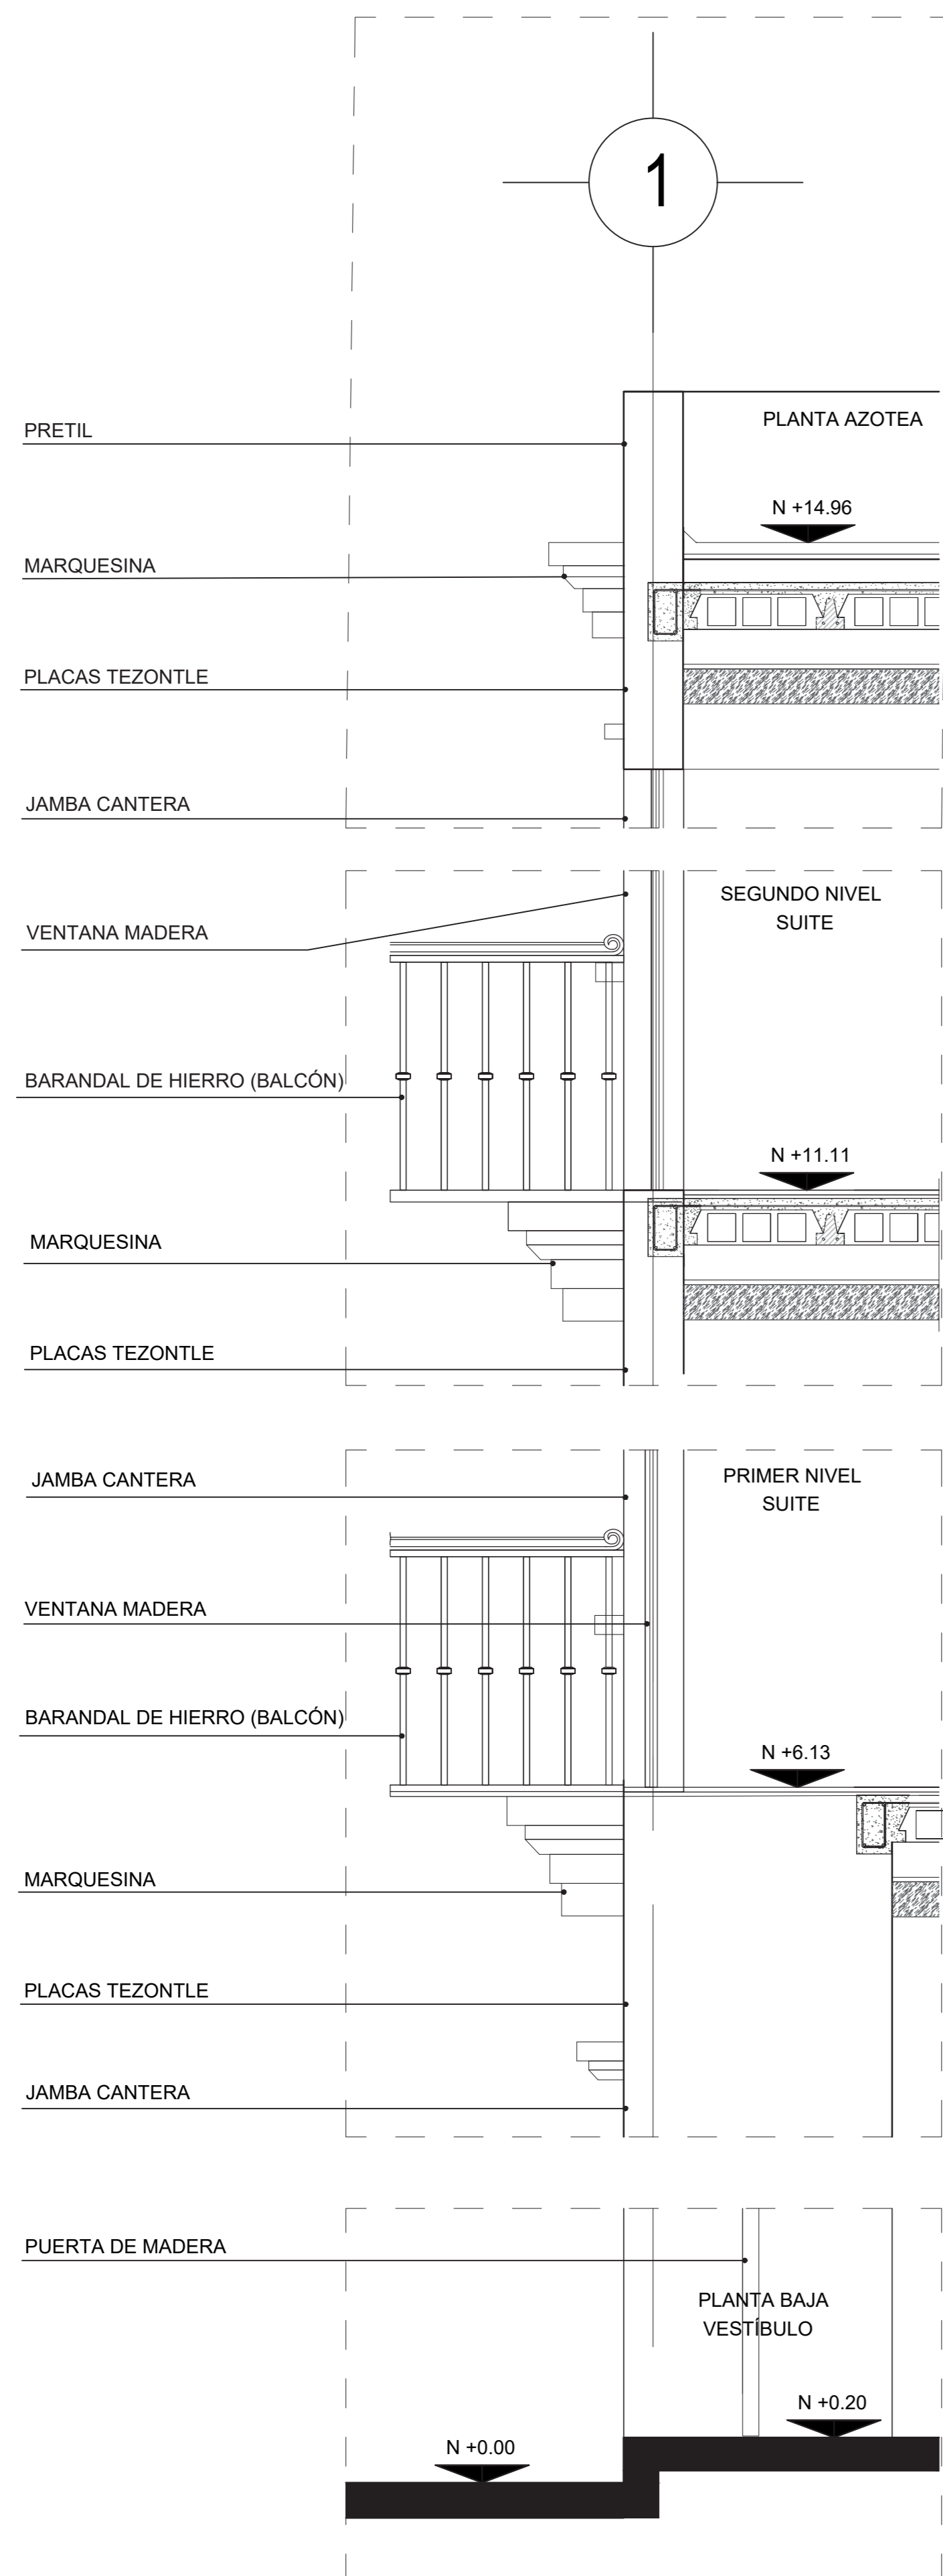 1
PRETIL
PLANTA AZOTEA
N +14.96
MARQUESINA
PLACAS TEZONTLE
JAMBA CANTERA
SEGUNDO NIVEL
SUITE
VENTANA MADERA
BARANDAL DE HIERRO (BALCÓN)
N +11.11
MARQUESINA
PLACAS TEZONTLE
JAMBA CANTERA
PRIMER NIVEL
SUITE
VENTANA MADERA
BARANDAL DE HIERRO (BALCÓN)
N +6.13
MARQUESINA
PLACAS TEZONTLE
JAMBA CANTERA
PUERTA DE MADERA
PLANTA BAJA
VESTÍBULO
N +0.20
N +0.00